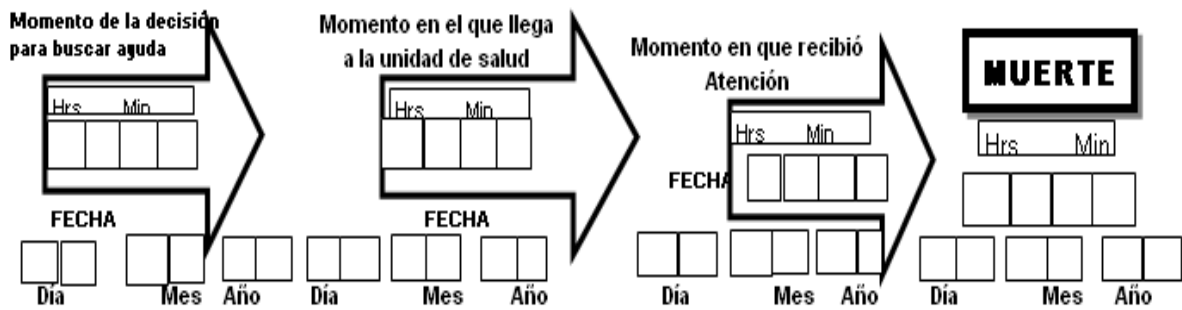 Momento de la decisión
para buscar ayuda
Hrs Min
FECHA
Día Mes Año
Momento en el que llega
a la unidad de salud
Hrs Min
FECHA
Día Mes Año
Momento en que recibió
Atención
Hrs Min
FECHA
Día Mes Año
MUERTE
Hrs Min
Día Mes Año